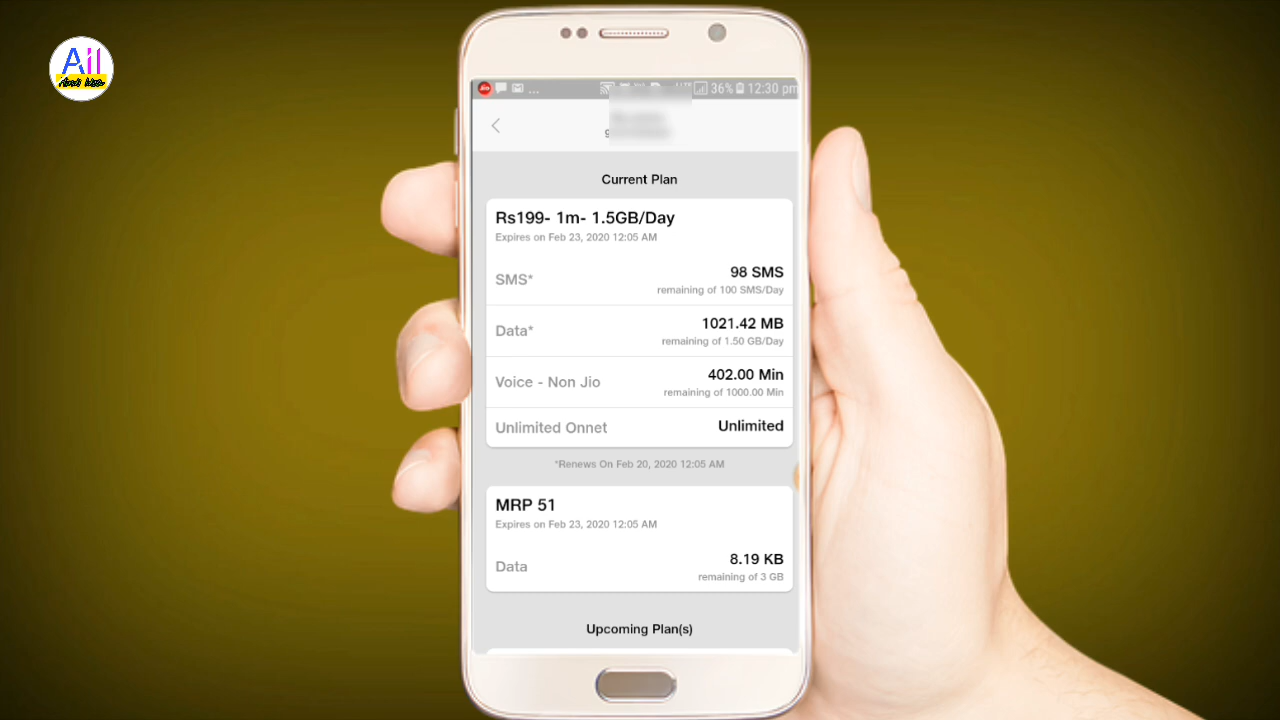 Ail
... 36% 12:30 pm
Current Plan
Rs199- 1m- 1.5GB/Day
Expires on Feb 23, 2020 12:05 AM
SMS* 98 SMS
remaining of 100 SMS/Day
Data* 1021.42 MB
remaining of 1.50 GB/Day
Voice - Non Jio 402.00 Min
remaining of 1000.00 Min
Unlimited Onnet Unlimited
*Renews On Feb 20, 2020 12:05 AM
MRP 51
Expires on Feb 23, 2020 12:05 AM
Data 8.19 KB
remaining of 3 GB
Upcoming Plan(s)